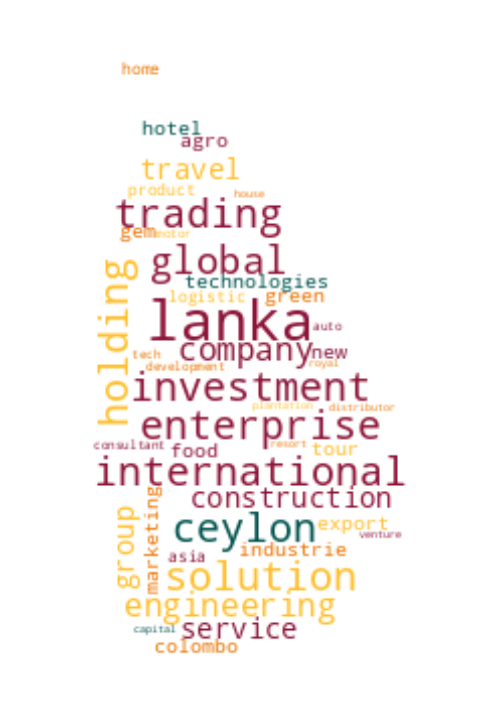 home
hotel
agro
travel
product
house
trading
gem
motor
global
technologies
holding
logistic
green
lanka
auto
company
new
tech
royal
development
investment
plantation
distributor
enterprise
consultant
resort
food
tour
international
construction
marketing
group
ceylon
export
venture
industrie
asia
solution
engineering
capital
service
colombo